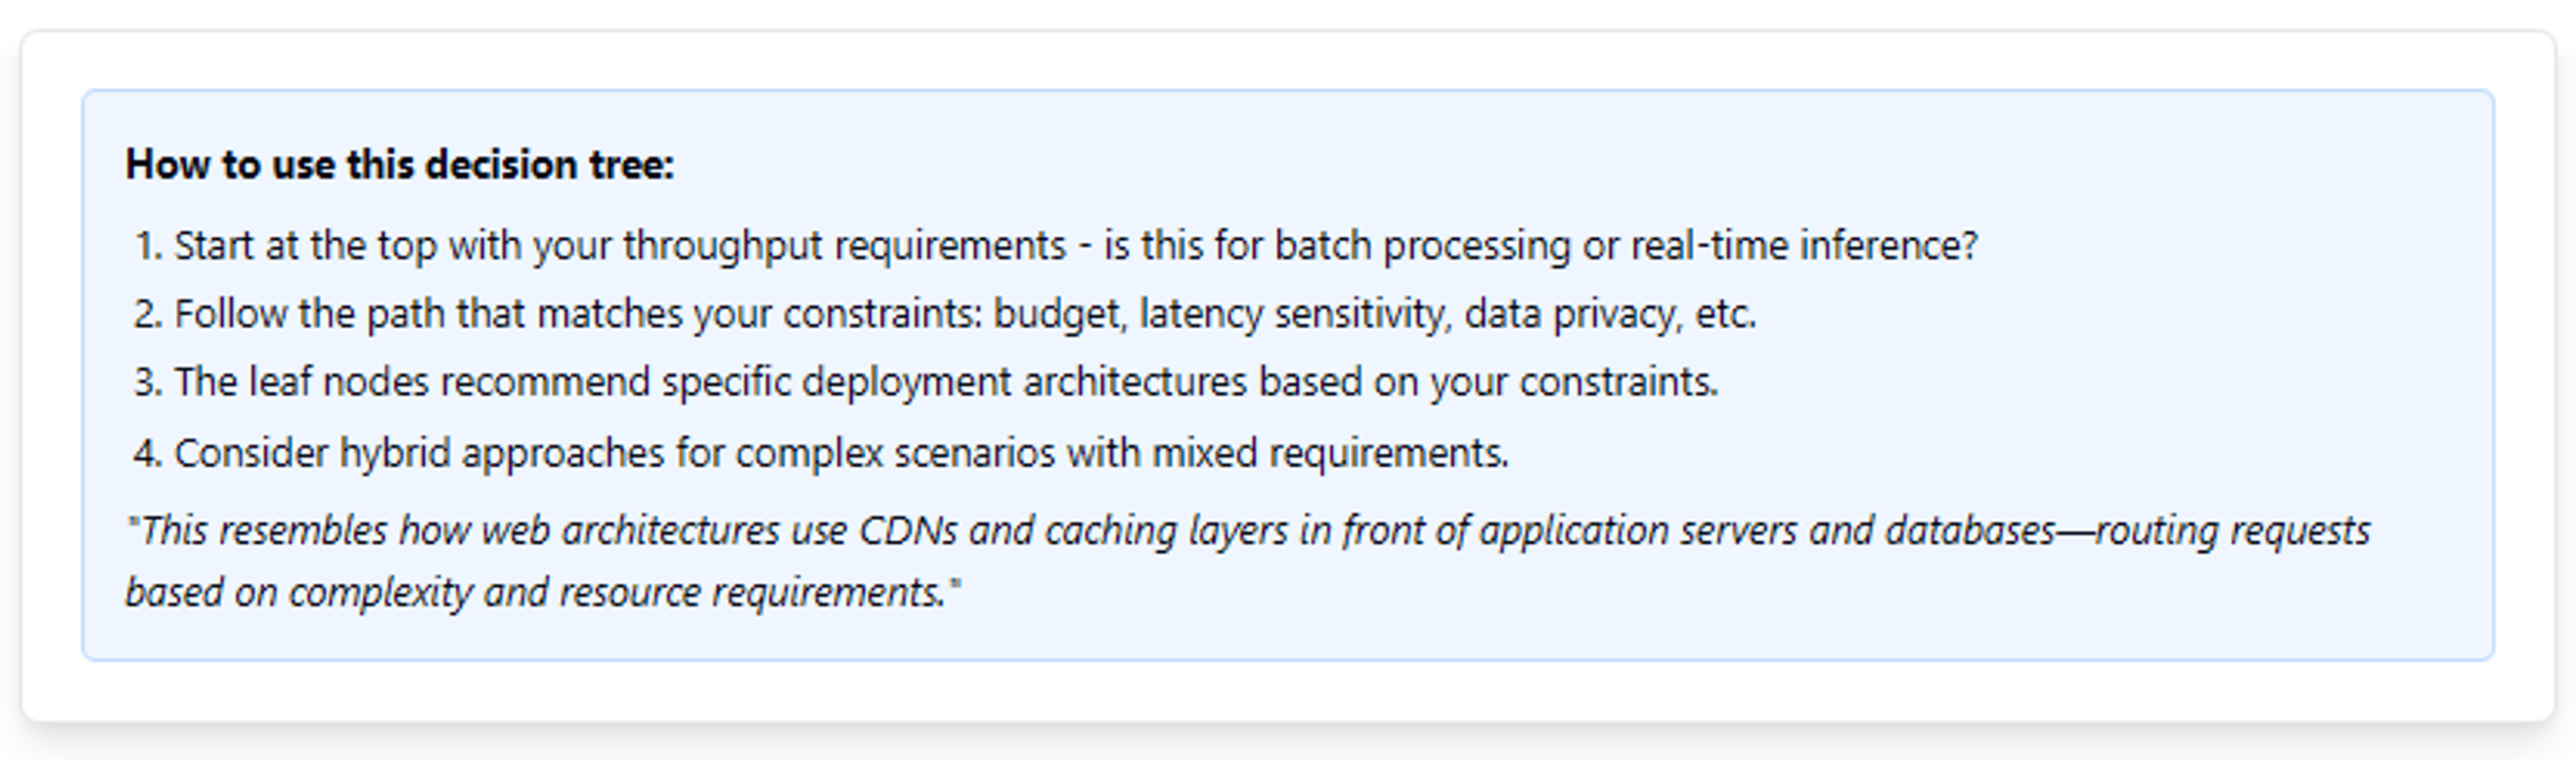 How to use this decision tree:
1. Start at the top with your throughput requirements - is this for batch processing or real-time inference?
2. Follow the path that matches your constraints: budget, latency sensitivity, data privacy, etc.
3. The leaf nodes recommend specific deployment architectures based on your constraints.
4. Consider hybrid approaches for complex scenarios with mixed requirements.
"This resembles how web architectures use CDNs and caching layers in front of application servers and databases—routing requests
based on complexity and resource requirements."